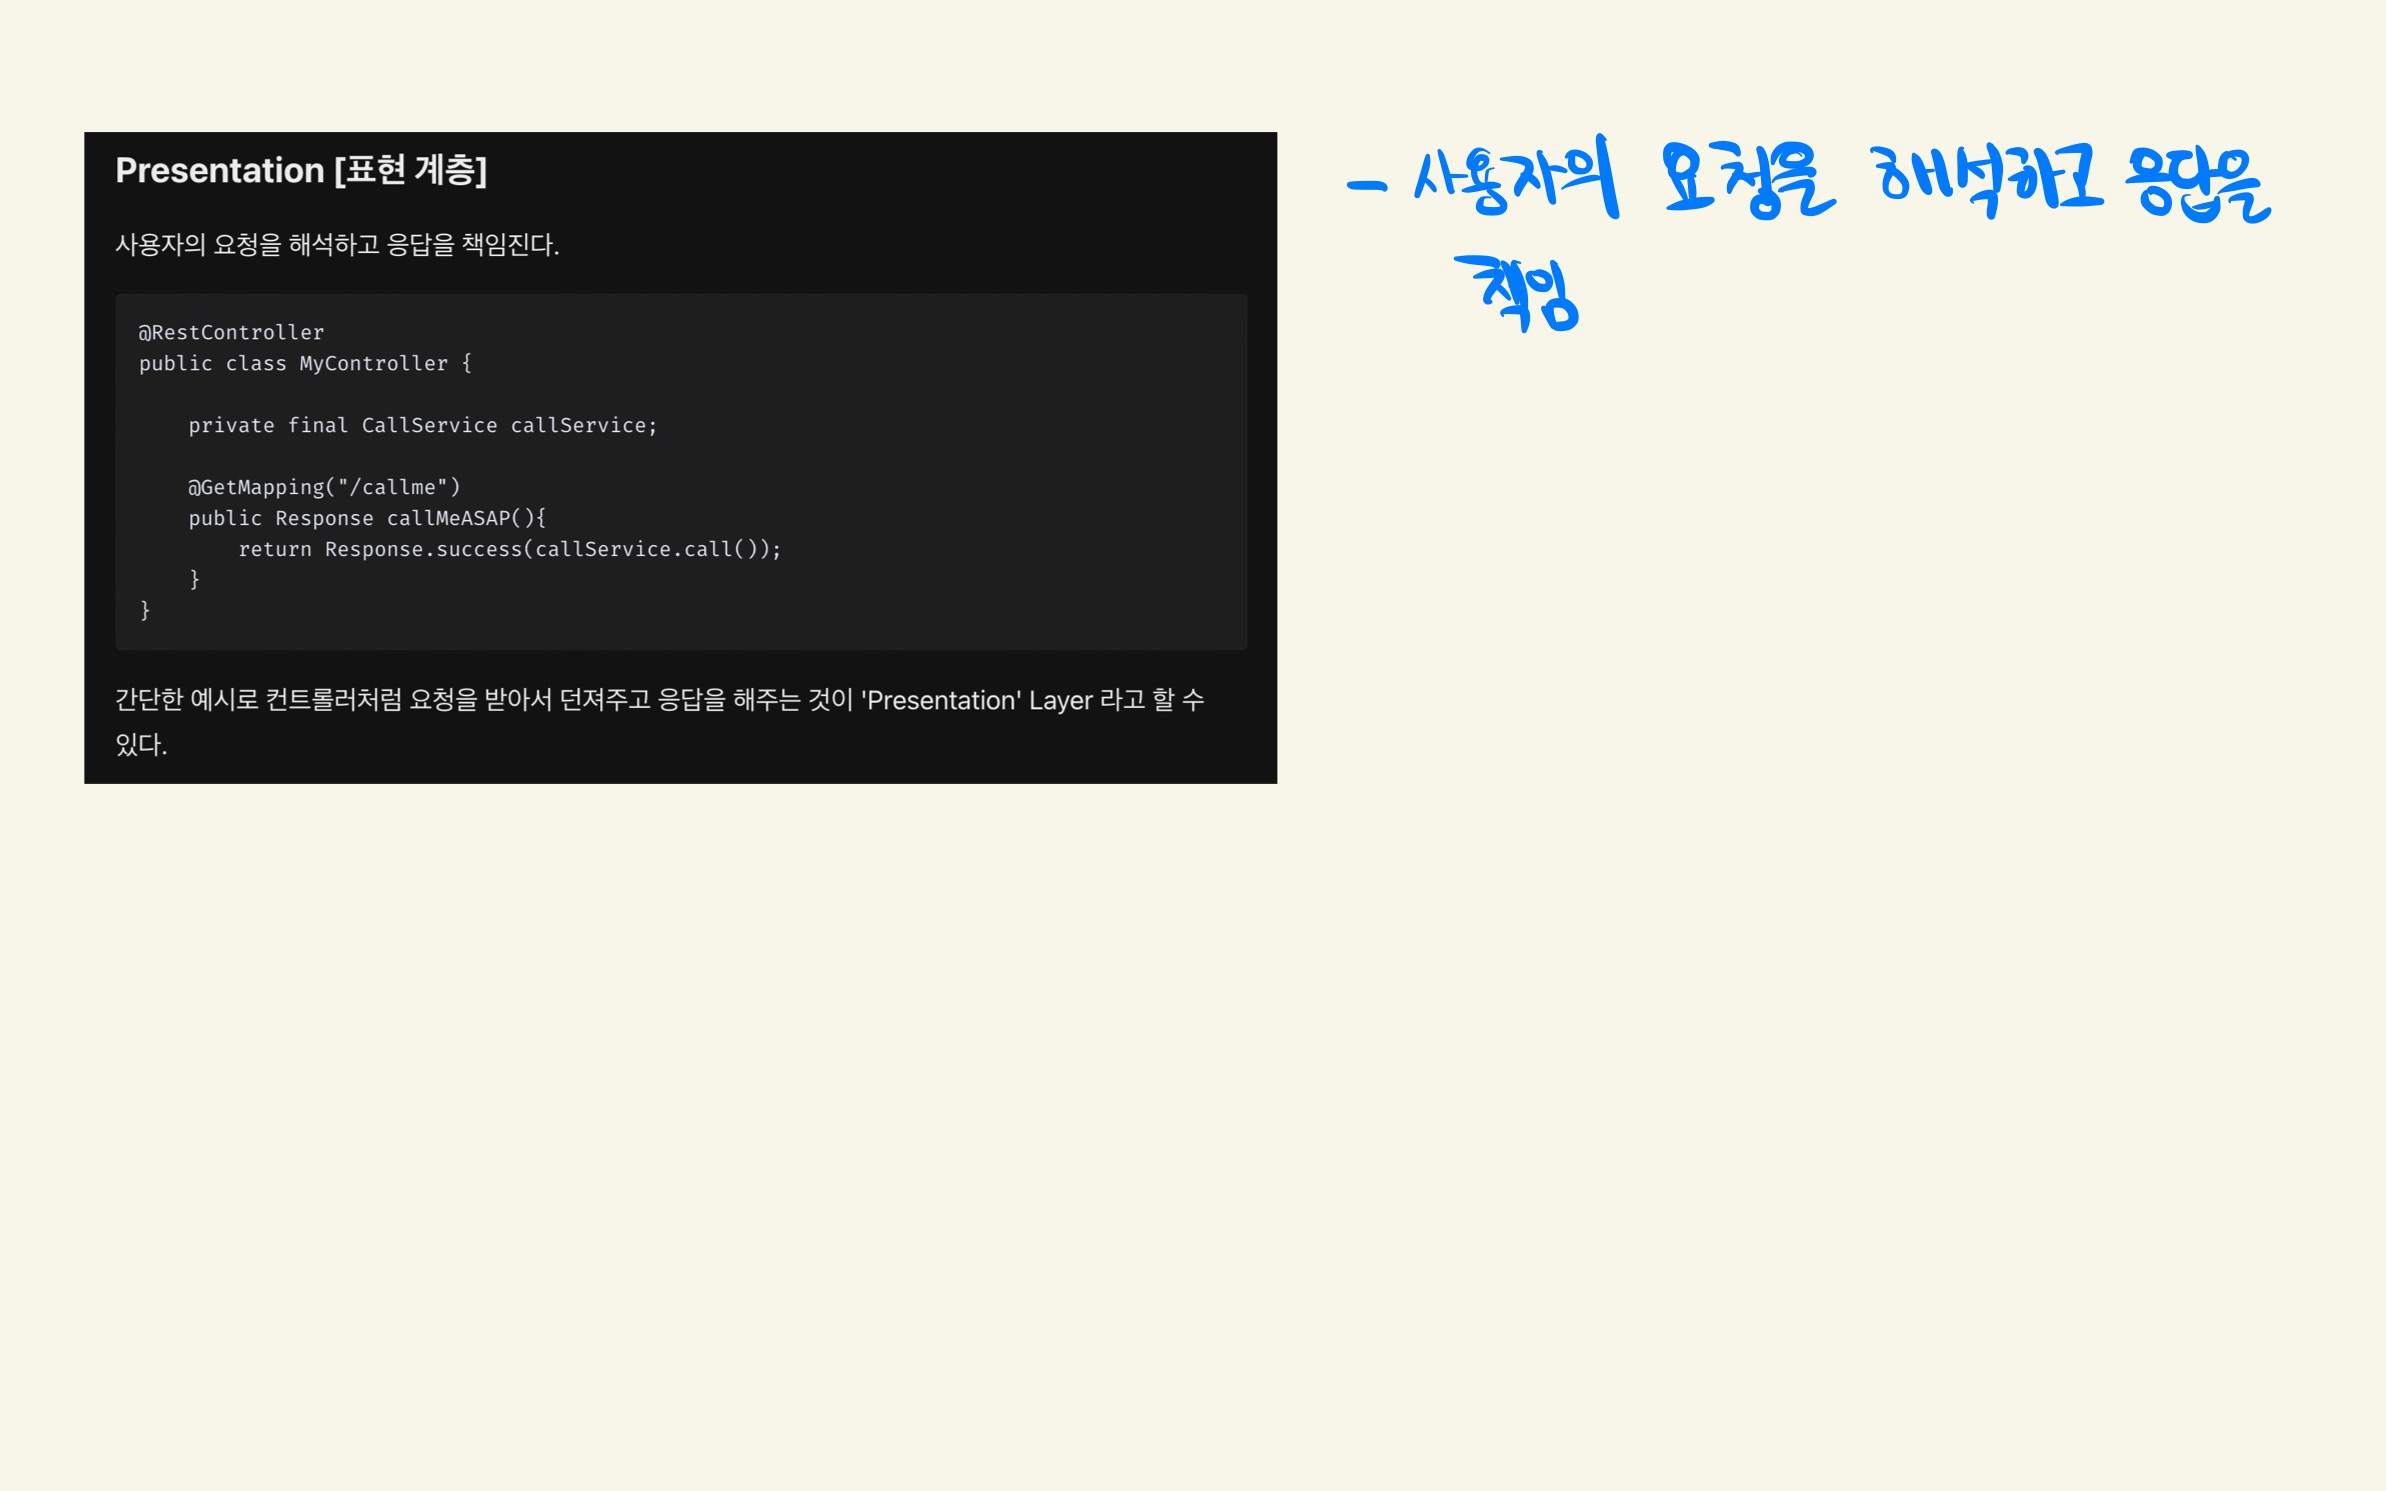 Presentation [표현 계층]
사용자의 요청을 해석하고 응답을 책임진다.
@RestController
public class MyController {
    private final CallService callService;
    @GetMapping("/callme")
    public Response callMeASAP(){
        return Response.success(callService.call());
    }
}
간단한 예시로 컨트롤러처럼 요청을 받아서 던져주고 응답을 해주는 것이 'Presentation' Layer 라고 할 수
있다.
- 사용자의 요청을 해석하고 응답을
책임